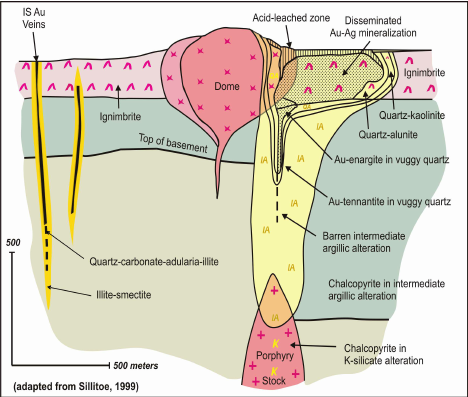 IS Au
Veins
Acid-leached zone
Disseminated
Au-Ag mineralization
Ignimbrite
Dome
Ignimbrite
Quartz-kaolinite
Quartz-alunite
Top of basement
IA
Au-enargite in vuggy quartz
IA
IA
Au-tennantite in vuggy quartz
IA
IA
Barren intermediate
argillic alteration
500
IA
Quartz-carbonate-adularia-illite
Chalcopyrite in intermediate
argillic alteration
Illite-smectite
IA
K
Porphyry
Chalcopyrite in
K-silicate alteration
K
Stock
500 meters
(adapted from Sillitoe, 1999)